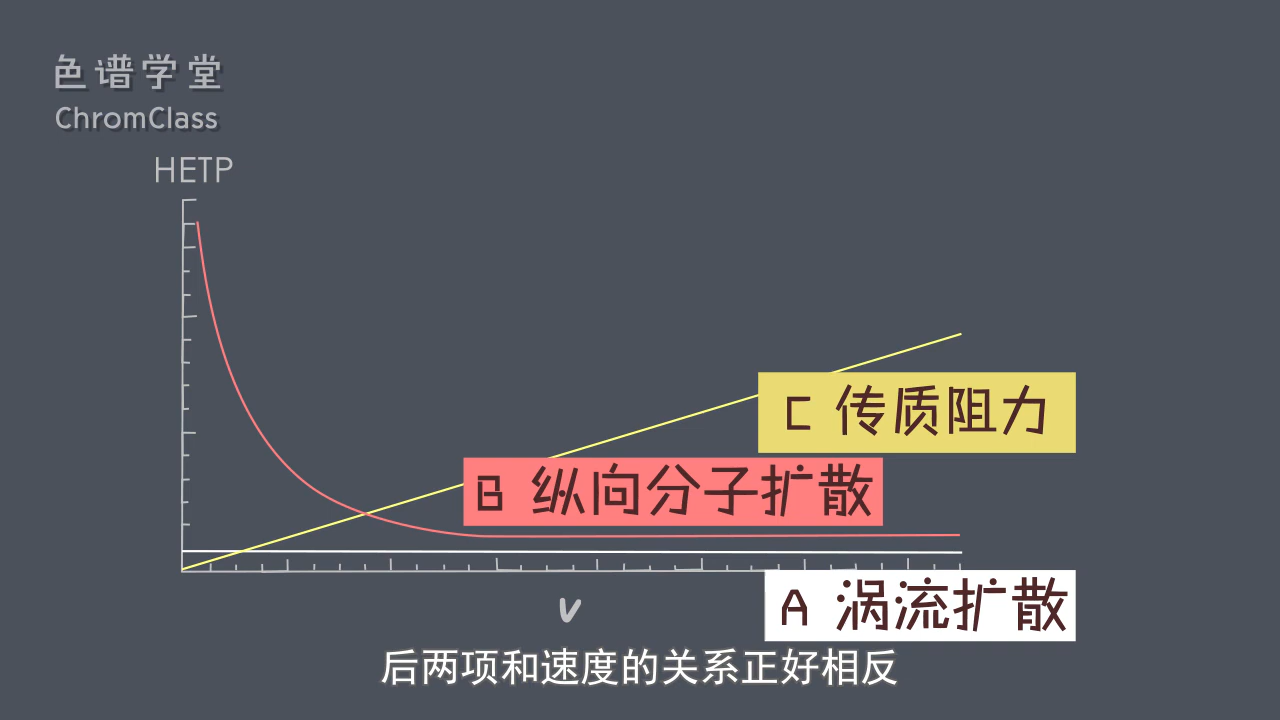 色谱学堂
ChromClass
HETP
C 传质阻力
B 纵向分子扩散
A 涡流扩散
v
后两项和速度的关系正好相反